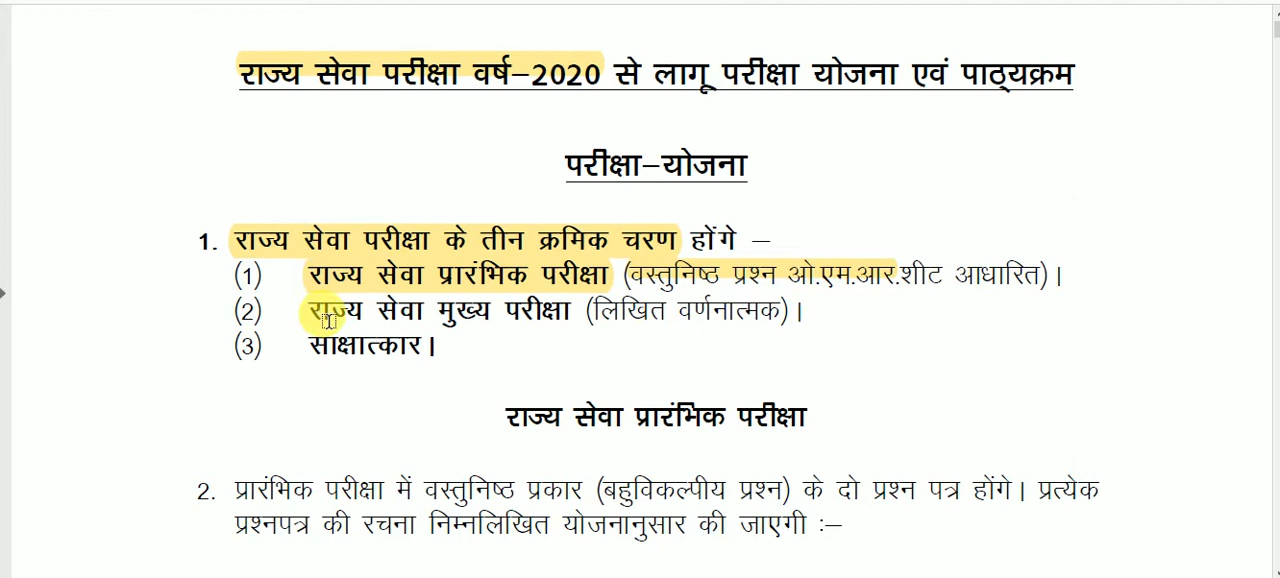 राज्य सेवा परीक्षा वर्ष–2020 से लागू परीक्षा योजना एवं पाठ्यक्रम
परीक्षा–योजना
1. राज्य सेवा परीक्षा के तीन क्रमिक चरण होंगे –
(1) राज्य सेवा प्रारंभिक परीक्षा (वस्तुनिष्ठ प्रश्न ओ.एम.आर.शीट आधारित)।
(2) राज्य सेवा मुख्य परीक्षा (लिखित वर्णनात्मक)।
(3) साक्षात्कार।
राज्य सेवा प्रारंभिक परीक्षा
2. प्रारंभिक परीक्षा में वस्तुनिष्ठ प्रकार (बहुविकल्पीय प्रश्न) के दो प्रश्न पत्र होंगे। प्रत्येक
प्रश्नपत्र की रचना निम्नलिखित योजनानुसार की जाएगी :–